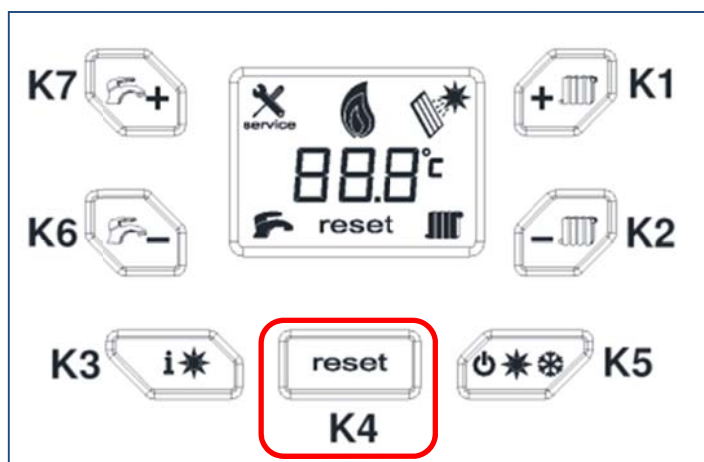 K7 + + K1
service
88.8°c
K6 − reset − K2
K3 i reset K5
K4